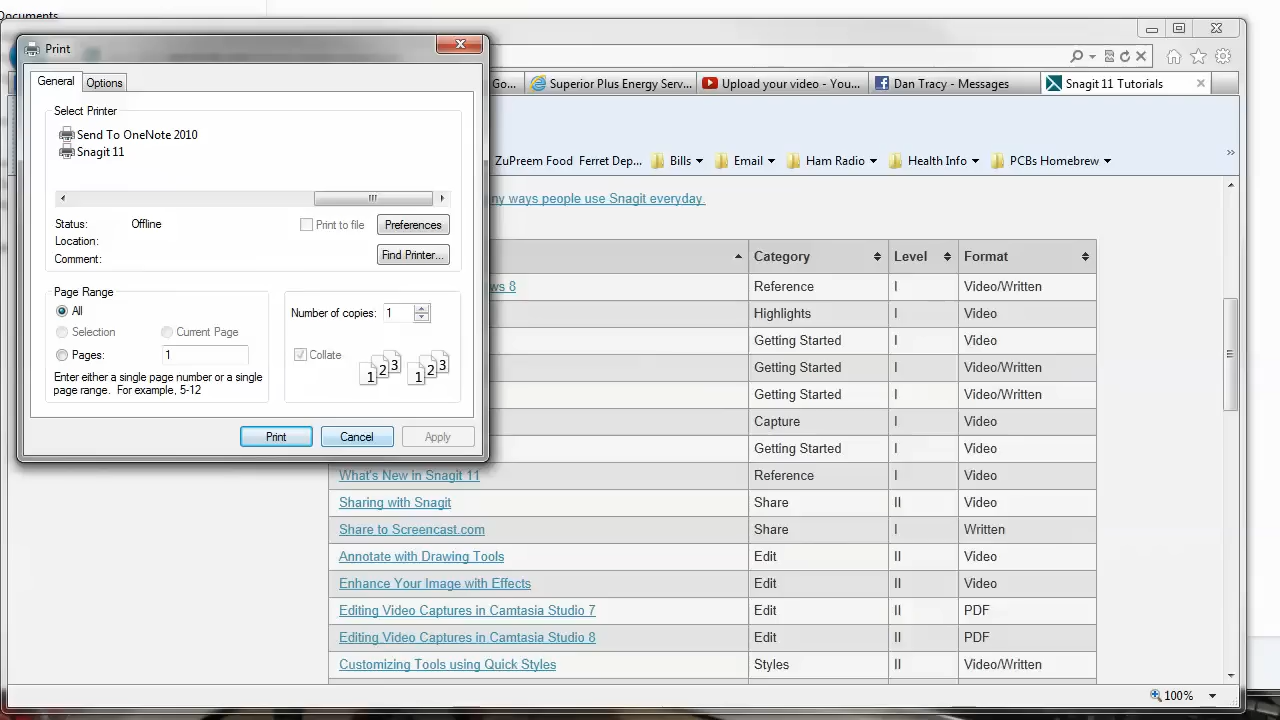 Documents
Print
General
Options
Go...
Superior Plus Energy Serv...
Upload your video - You...
Dan Tracy - Messages
Snagit 11 Tutorials
Select Printer
Send To OneNote 2010
Snagit 11
ZuPreem Food
Ferret Dep...
Bills
Email
Ham Radio
Health Info
PCBs Homebrew
ny ways people use Snagit everyday.
Status:
Offline
Print to file
Preferences
Location:
Comment:
Find Printer...
Category
Level
Format
ws 8
Reference
I
Video/Written
Page Range
All
Number of copies:
1
Highlights
I
Video
Selection
Current Page
Getting Started
I
Video
Pages:
1
Collate
1 2 3
1 2 3
Getting Started
I
Video/Written
Enter either a single page number or a single
page range. For example, 5-12
Getting Started
I
Video/Written
Capture
I
Video
Print
Cancel
Apply
Getting Started
I
Video
What's New in Snagit 11
Reference
I
Video
Sharing with Snagit
Share
II
Video
Share to Screencast.com
Share
I
Written
Annotate with Drawing Tools
Edit
II
Video
Enhance Your Image with Effects
Edit
II
Video
Editing Video Captures in Camtasia Studio 7
Edit
II
PDF
Editing Video Captures in Camtasia Studio 8
Edit
II
PDF
Customizing Tools using Quick Styles
Styles
II
Video/Written
100%